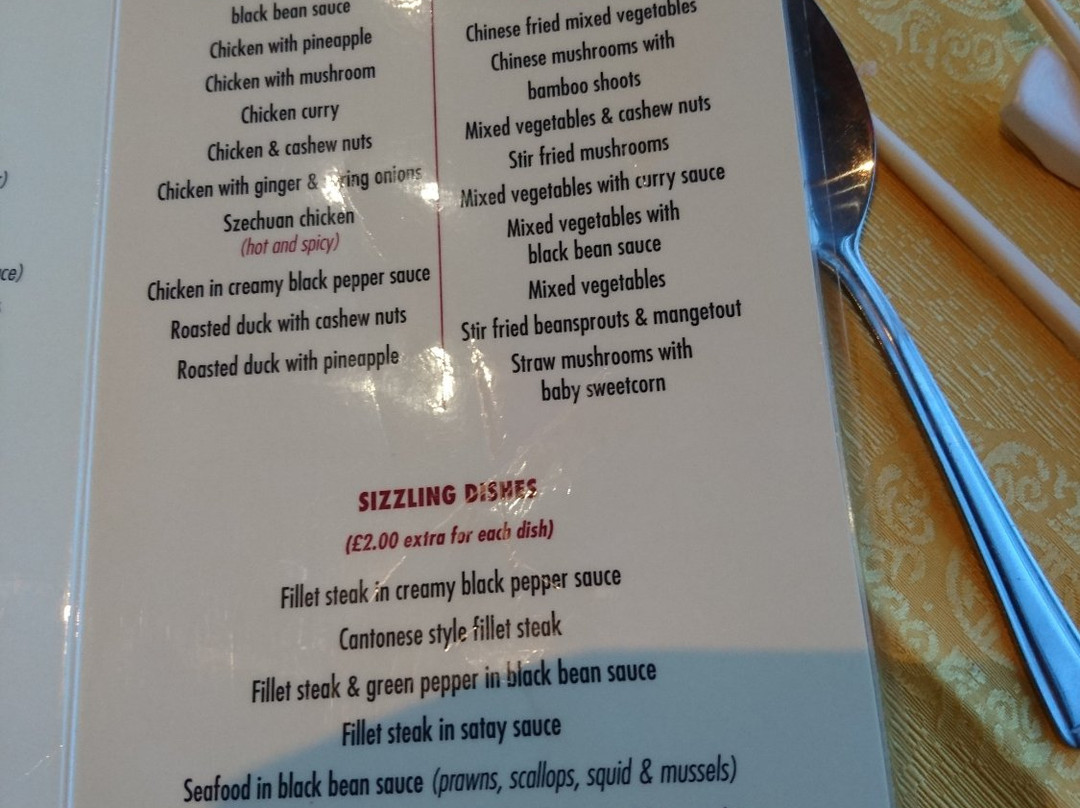 black bean sauce
Chicken with pineapple
Chicken with mushroom
Chicken curry
Chicken & cashew nuts
Chicken with ginger & spring onions
Szechuan chicken
(hot and spicy)
Chicken in creamy black pepper sauce
Roasted duck with cashew nuts
Roasted duck with pineapple
Chinese fried mixed vegetables
Chinese mushrooms with
bamboo shoots
Mixed vegetables & cashew nuts
Stir fried mushrooms
Mixed vegetables with curry sauce
Mixed vegetables with
black bean sauce
Mixed vegetables
Stir fried beansprouts & mangetout
Straw mushrooms with
baby sweetcorn
SIZZLING DISHES
(£2.00 extra for each dish)
Fillet steak in creamy black pepper sauce
Cantonese style fillet steak
Fillet steak & green pepper in black bean sauce
Fillet steak in satay sauce
Seafood in black bean sauce (prawns, scallops, squid & mussels)